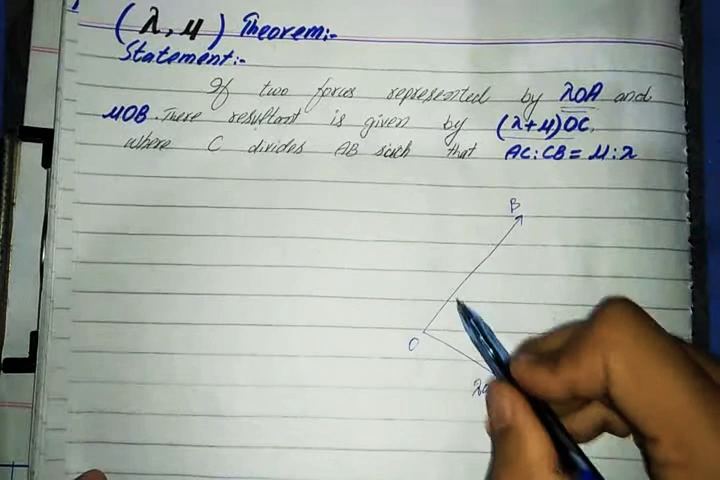 (λ, μ) Theorem:-
Statement:-
If two forces represented by λOA and
μOB. There resultant is given by (λ+μ)OC,
where C divides AB such that AC:CB = μ:λ
B
O